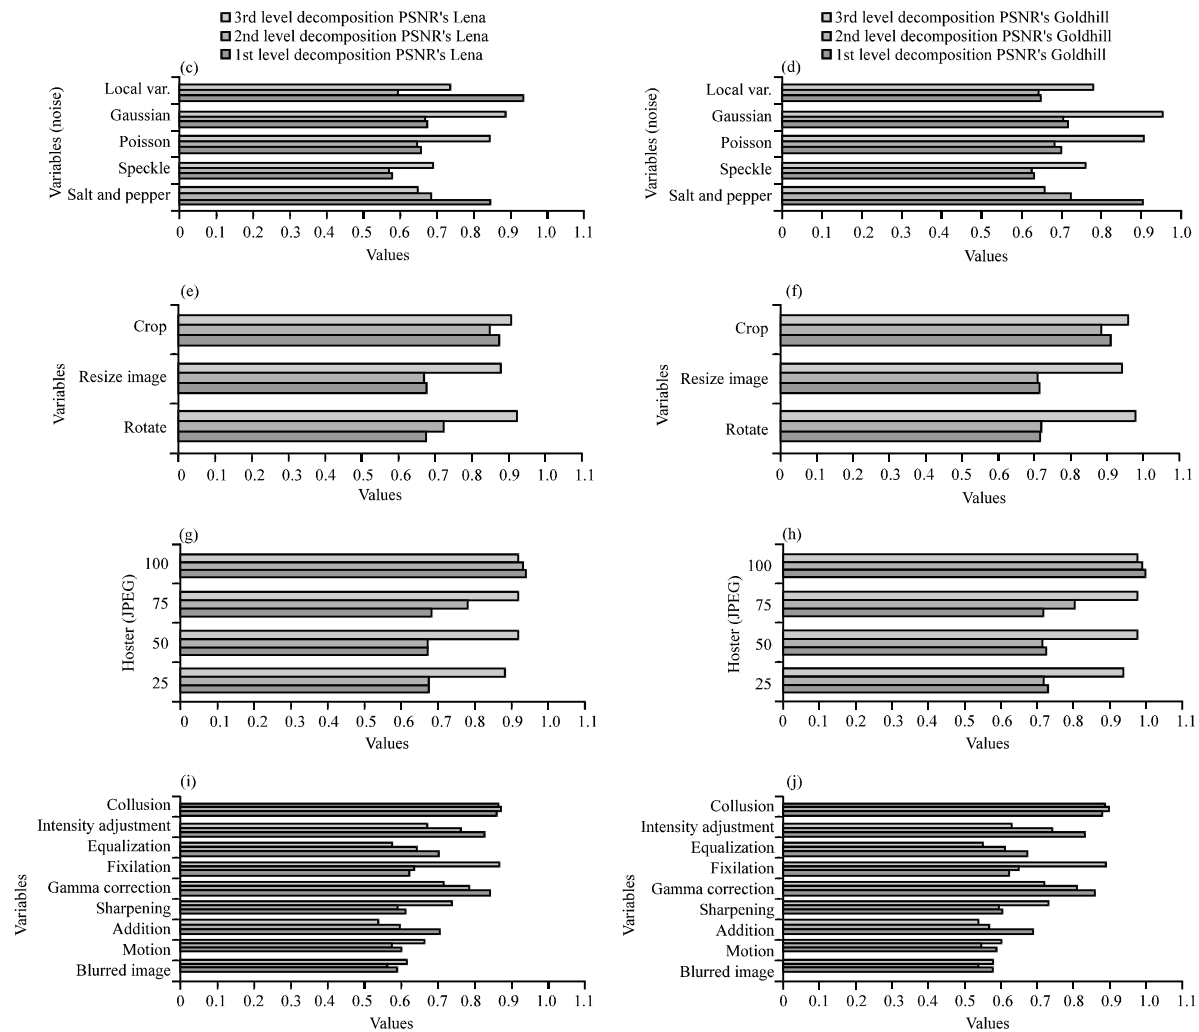 3rd level decomposition PSNR's Lena
2nd level decomposition PSNR's Lena
1st level decomposition PSNR's Lena
(c)
Variables (noise)
Local var.
Gaussian
Poisson
Speckle
Salt and pepper
0 0.1 0.2 0.3 0.4 0.5 0.6 0.7 0.8 0.9 1.0 1.1
Values
3rd level decomposition PSNR's Goldhill
2nd level decomposition PSNR's Goldhill
1st level decomposition PSNR's Goldhill
(d)
Variables (noise)
Local var.
Gaussian
Poisson
Speckle
Salt and pepper
0 0.1 0.2 0.3 0.4 0.5 0.6 0.7 0.8 0.9 1.0
Values
(e)
Variables
Crop
Resize image
Rotate
0 0.1 0.2 0.3 0.4 0.5 0.6 0.7 0.8 0.9 1.0 1.1
Values
(f)
Variables
Crop
Resize image
Rotate
0 0.1 0.2 0.3 0.4 0.5 0.6 0.7 0.8 0.9 1.0 1.1
Values
(g)
Hoster (JPEG)
100
75
50
25
0 0.1 0.2 0.3 0.4 0.5 0.6 0.7 0.8 0.9 1.0 1.1
Values
(h)
Hoster (JPEG)
100
75
50
25
0 0.1 0.2 0.3 0.4 0.5 0.6 0.7 0.8 0.9 1.0 1.1
Values
(i)
Variables
Collusion
Intensity adjustment
Equalization
Fixilation
Gamma correction
Sharpening
Addition
Motion
Blurred image
0 0.1 0.2 0.3 0.4 0.5 0.6 0.7 0.8 0.9 1.0 1.1
Values
(j)
Variables
Collusion
Intensity adjustment
Equalization
Fixilation
Gamma correction
Sharpening
Addition
Motion
Blurred image
0 0.1 0.2 0.3 0.4 0.5 0.6 0.7 0.8 0.9 1.0 1.1
Values